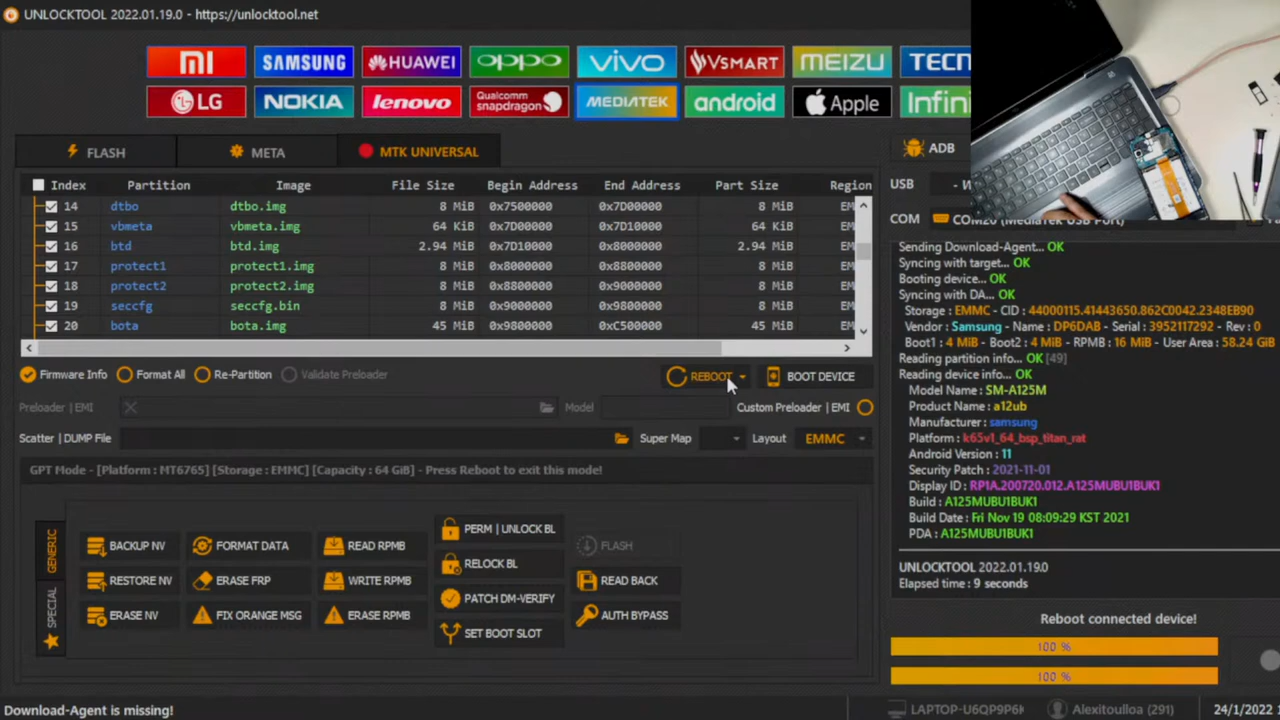 UNLOCKTOOL 2022.01.19.0 - https://unlocktool.net
MI SAMSUNG HUAWEI OPPO VIVO VSMART MEIZU TECN
LG NOKIA lenovo Qualcomm snapdragon MEDIATEK android Apple Infini
FLASH META MTK UNIVERSAL
ADB
Index Partition Image File Size Begin Address End Address Part Size Region
USB - W
14 dtbo dtbo.img 8 MiB 0x7500000 0x7D00000 8 MiB EM
15 vbmeta vbmeta.img 64 KiB 0x7D00000 0x7D10000 64 KiB EM
16 btd btd.img 2.94 MiB 0x7D10000 0x8000000 2.94 MiB EM
17 protect1 protect1.img 8 MiB 0x8000000 0x8800000 8 MiB EM
18 protect2 protect2.img 8 MiB 0x8800000 0x9000000 8 MiB EM
19 seccfg seccfg.bin 8 MiB 0x9000000 0x9800000 8 MiB EM
20 bota bota.img 45 MiB 0x9800000 0xC500000 45 MiB EM
Firmware Info Format All Re-Partition Validate Preloader REBOOT BOOT DEVICE
Preloader | EMI Model Custom Preloader | EMI
Scatter | DUMP File Super Map Layout EMMC
GPT Mode - [Platform : MT6765] [Storage : EMMC] [Capacity : 64 GiB] - Press Reboot to exit this mode!
GENERIC
SPECIAL
BACKUP NV FORMAT DATA READ RPMB PERM | UNLOCK BL FLASH
RESTORE NV ERASE FRP WRITE RPMB RELOCK BL READ BACK
ERASE NV FIX ORANGE MSG ERASE RPMB PATCH DM-VERIFY AUTH BYPASS
SET BOOT SLOT
COM COM20 (MediaTek USB Port)
Sending Download-Agent... OK
Syncing with target... OK
Booting device... OK
Syncing with DA... OK
Storage : EMMC - CID : 44000115.41443650.862C0042.2348EB90
Vendor : Samsung - Name : DP6DAB - Serial : 3952117292 - Rev : 0
Boot1 : 4 MiB - Boot2 : 4 MiB - RPMB : 16 MiB - User Area : 58.24 GiB
Reading partition info... OK [49]
Reading device info... OK
Model Name : SM-A125M
Product Name : a12ub
Manufacturer : samsung
Platform : k65v1_64_bsp_titan_rat
Android Version : 11
Security Patch : 2021-11-01
Display ID : RP1A.200720.012.A125MUBU1BUK1
Build : A125MUBU1BUK1
Build Date : Fri Nov 19 08:09:29 KST 2021
PDA : A125MUBU1BUK1
UNLOCKTOOL 2022.01.19.0
Elapsed time : 9 seconds
Reboot connected device!
100 %
100 %
Download-Agent is missing! Alexitoulloa (291) 24/1/2022